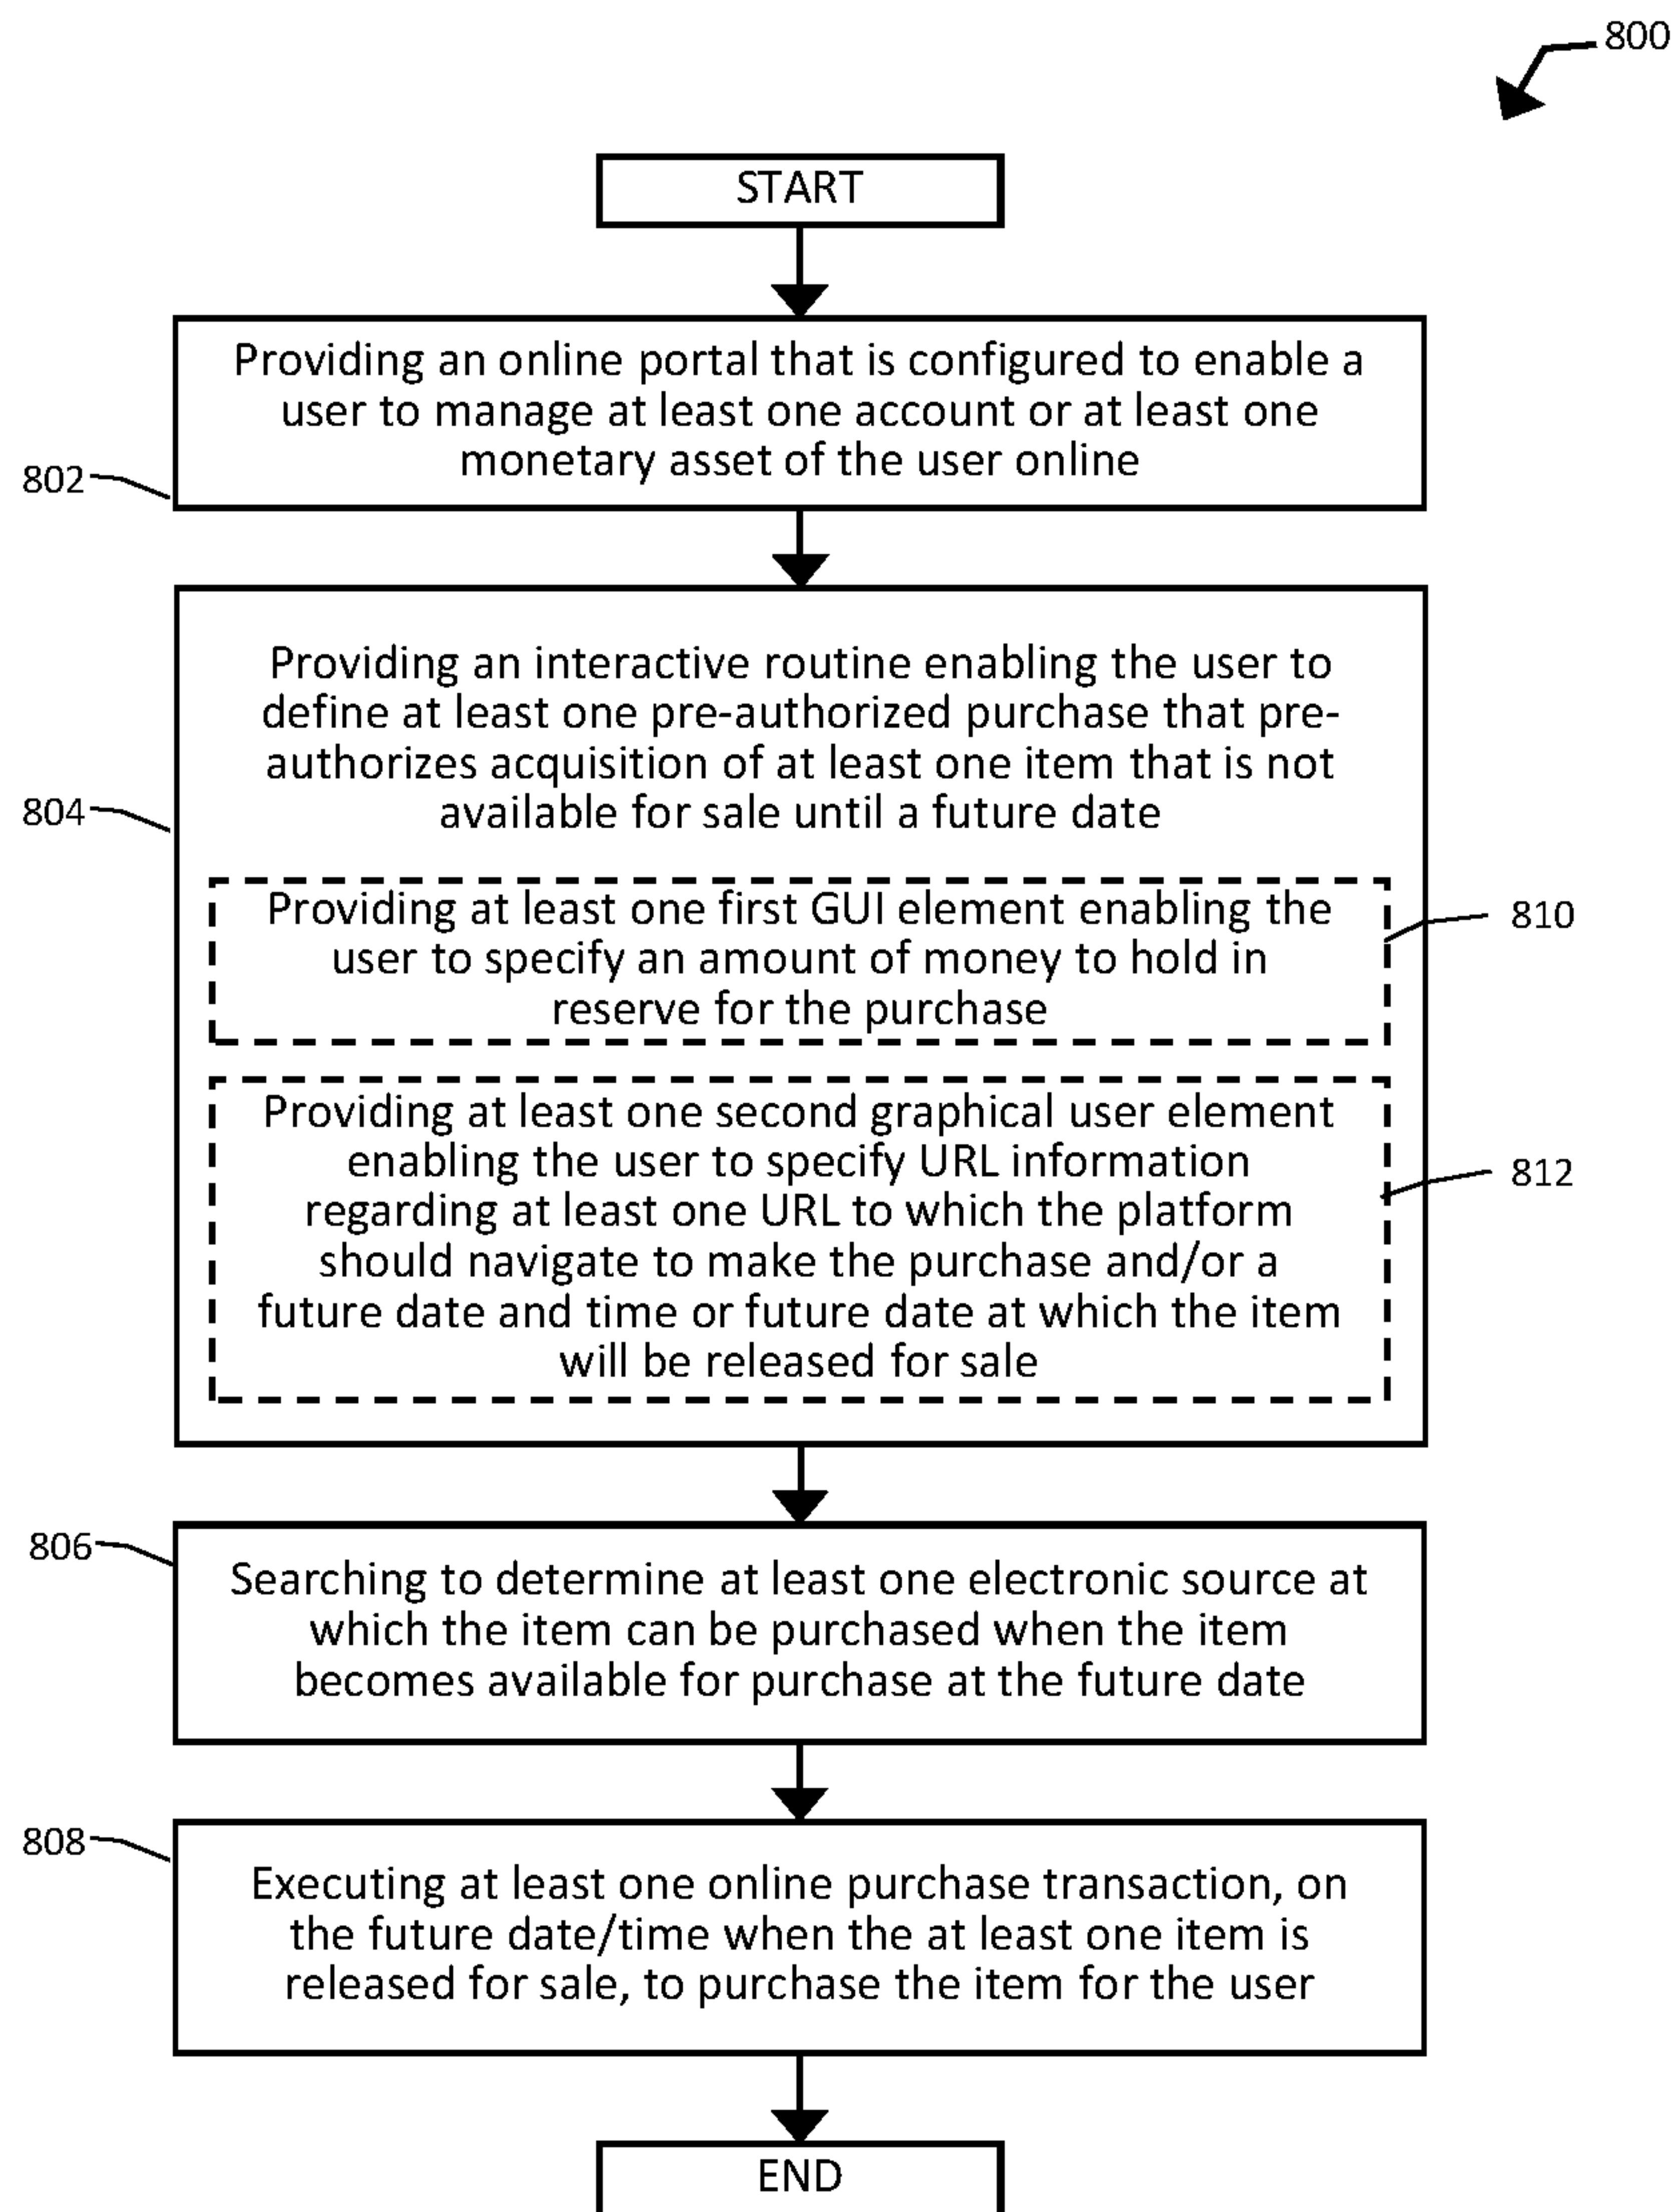 800
START
Providing an online portal that is configured to enable a
user to manage at least one account or at least one
monetary asset of the user online
802
Providing an interactive routine enabling the user to
define at least one pre-authorized purchase that pre-
authorizes acquisition of at least one item that is not
available for sale until a future date
804
Providing at least one first GUI element enabling the
user to specify an amount of money to hold in
reserve for the purchase
810
Providing at least one second graphical user element
enabling the user to specify URL information
regarding at least one URL to which the platform
should navigate to make the purchase and/or a
future date and time or future date at which the item
will be released for sale
812
806
Searching to determine at least one electronic source at
which the item can be purchased when the item
becomes available for purchase at the future date
808
Executing at least one online purchase transaction, on
the future date/time when the at least one item is
released for sale, to purchase the item for the user
END